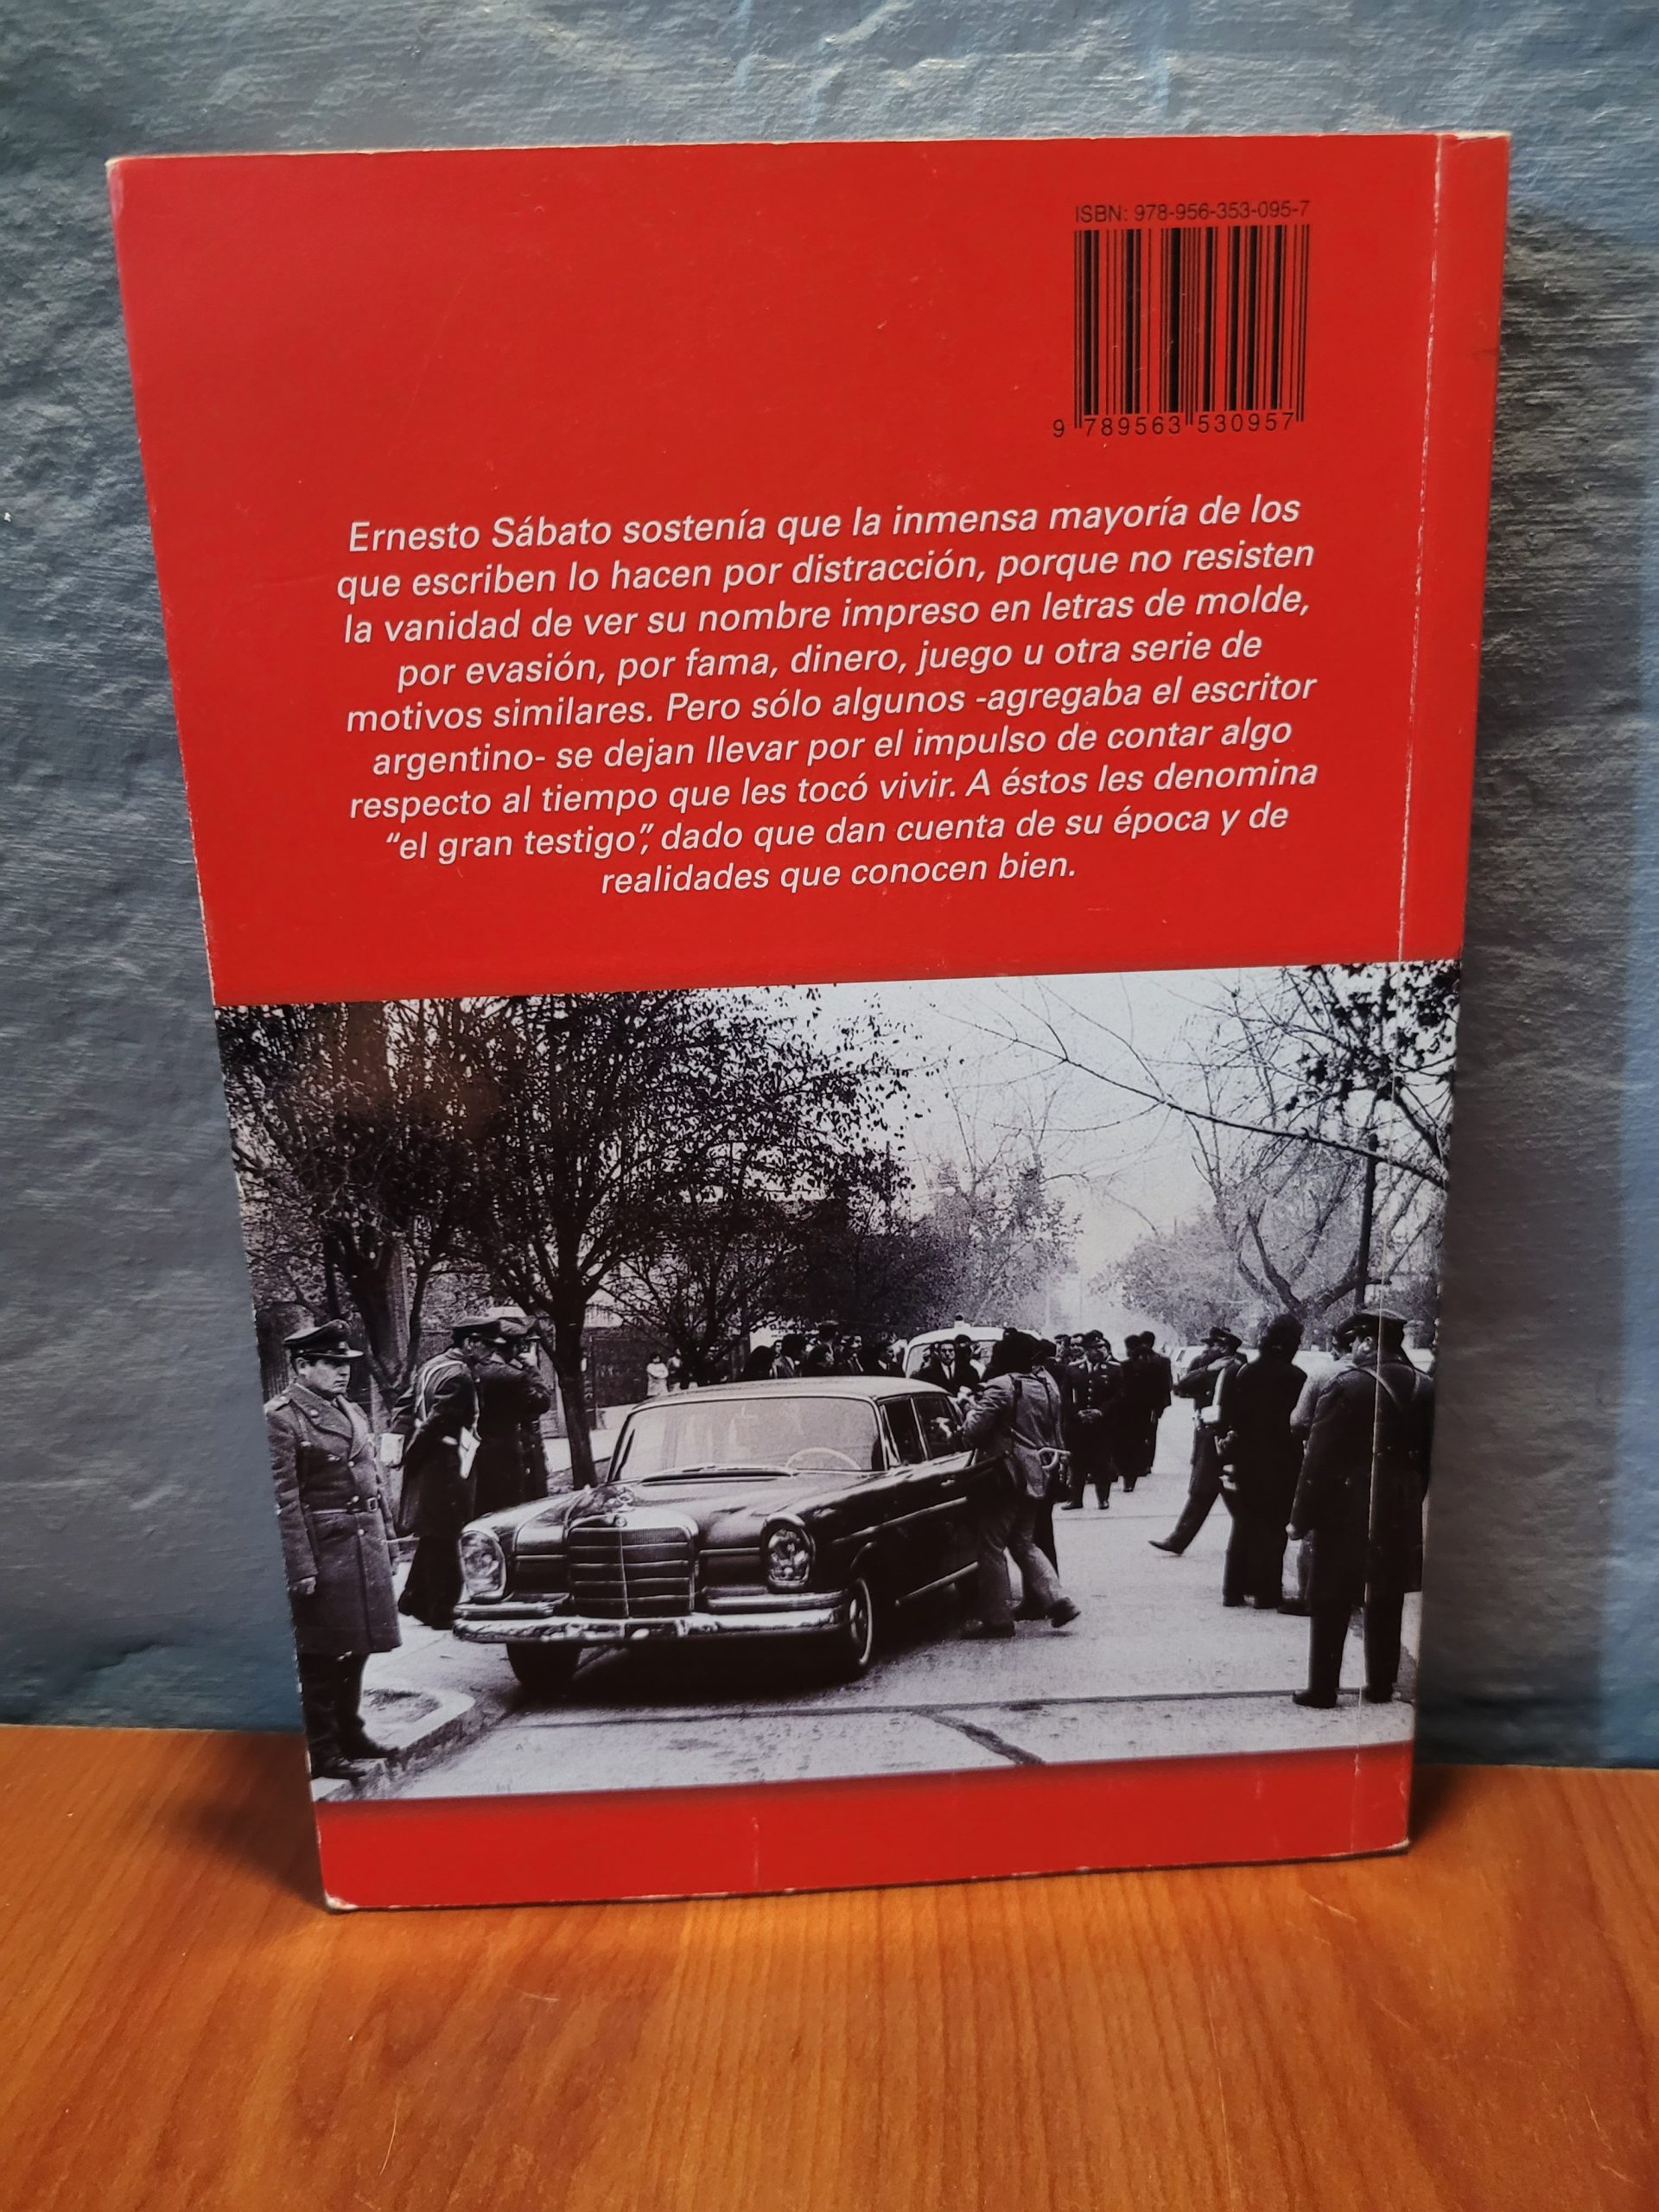 ISBN: 978-956-353-095-7
9 789563 530957
Ernesto Sábato sostenía que la inmensa mayoría de los
que escriben lo hacen por distracción, porque no resisten
la vanidad de ver su nombre impreso en letras de molde,
por evasión, por fama, dinero, juego u otra serie de
motivos similares. Pero sólo algunos -agregaba el escritor
argentino- se dejan llevar por el impulso de contar algo
respecto al tiempo que les tocó vivir. A éstos les denomina
“el gran testigo”, dado que dan cuenta de su época y de
realidades que conocen bien.